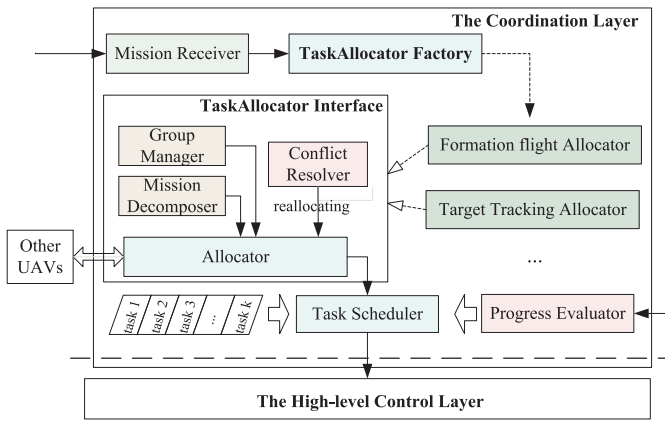 The Coordination Layer
Mission Receiver
TaskAllocator Factory
TaskAllocator Interface
Group
Manager
Conflict
Resolver
Formation flight Allocator
Mission
Decomposer
reallocating
Target Tracking Allocator
Other
UAVs
Allocator
...
task 1
task 2
task 3
...
task k
Task Scheduler
Progress Evaluator
The High-level Control Layer